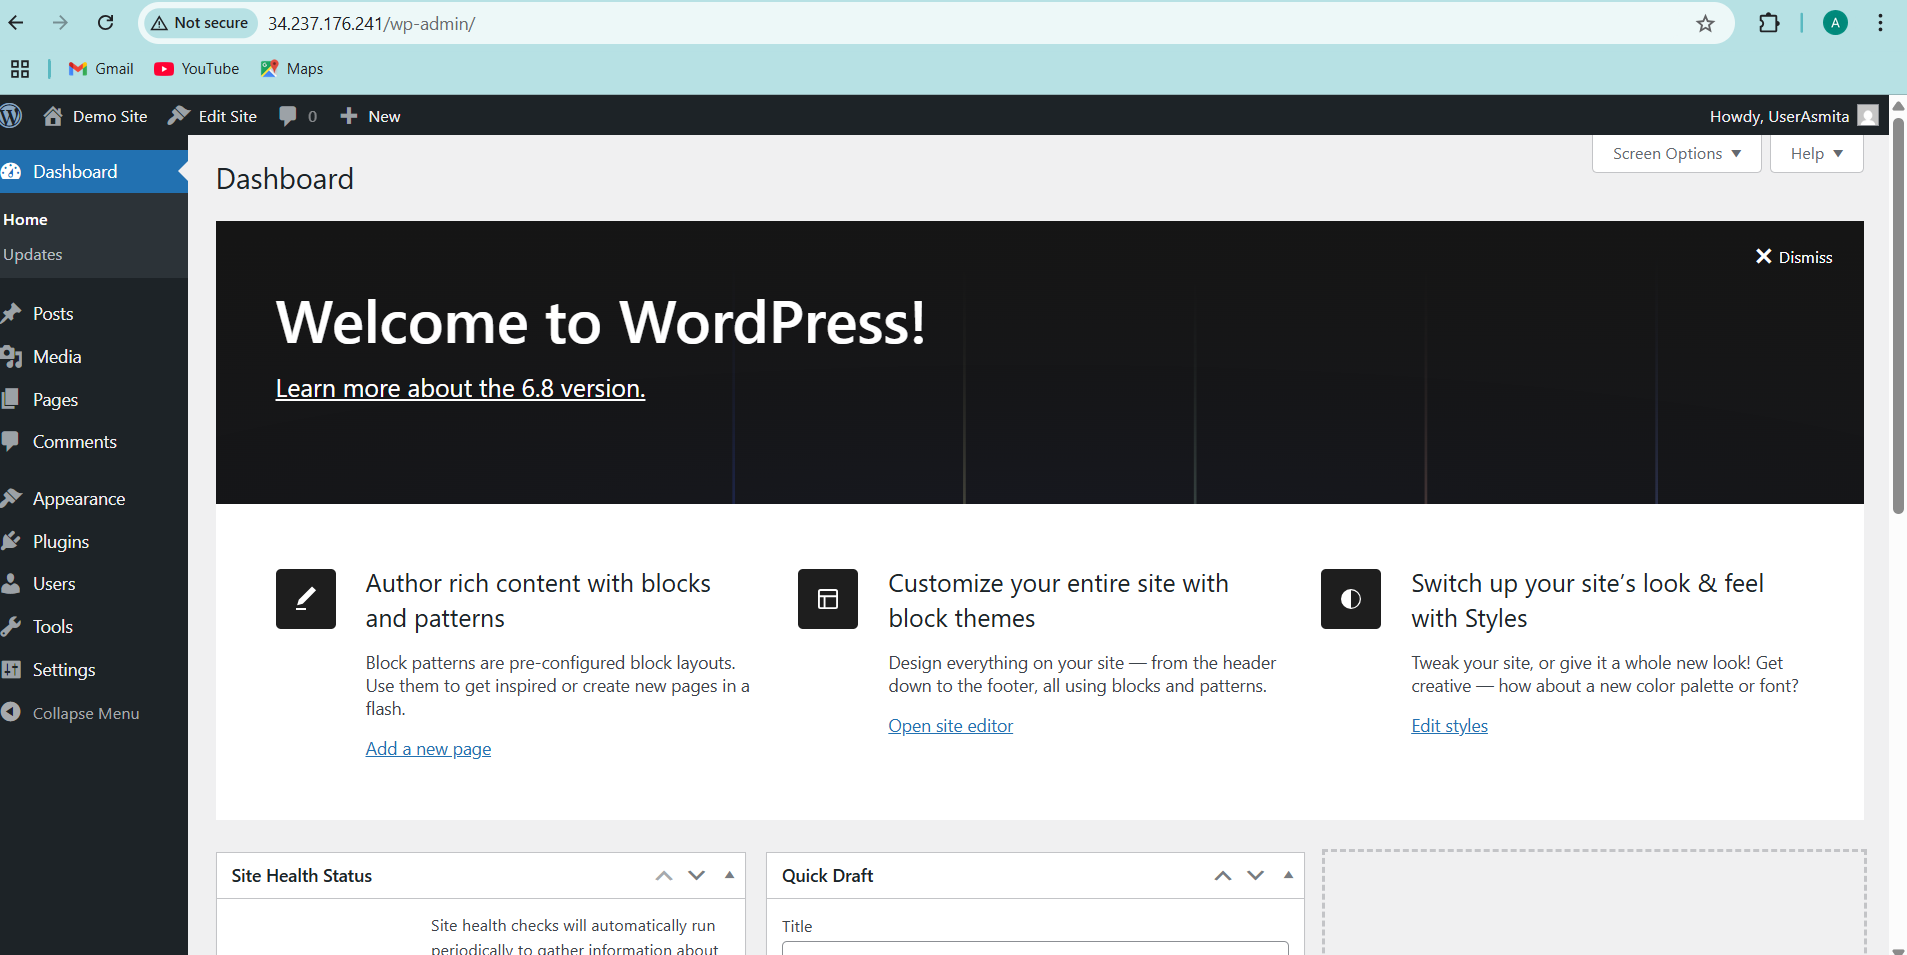 Not secure 34.237.176.241/wp-admin/ A
Gmail YouTube Maps
Demo Site Edit Site 0 New Howdy, UserAsmita
Dashboard
Home
Updates
Posts
Media
Pages
Comments
Appearance
Plugins
Users
Tools
Settings
Collapse Menu
Screen Options ▼ Help ▼
Dashboard
Dismiss
Welcome to WordPress!
Learn more about the 6.8 version.
Author rich content with blocks
and patterns
Block patterns are pre-configured block layouts.
Use them to get inspired or create new pages in a
flash.
Add a new page
Customize your entire site with
block themes
Design everything on your site — from the header
down to the footer, all using blocks and patterns.
Open site editor
Switch up your site’s look & feel
with Styles
Tweak your site, or give it a whole new look! Get
creative — how about a new color palette or font?
Edit styles
Site Health Status
Site health checks will automatically run
periodically to gather information about
Quick Draft
Title